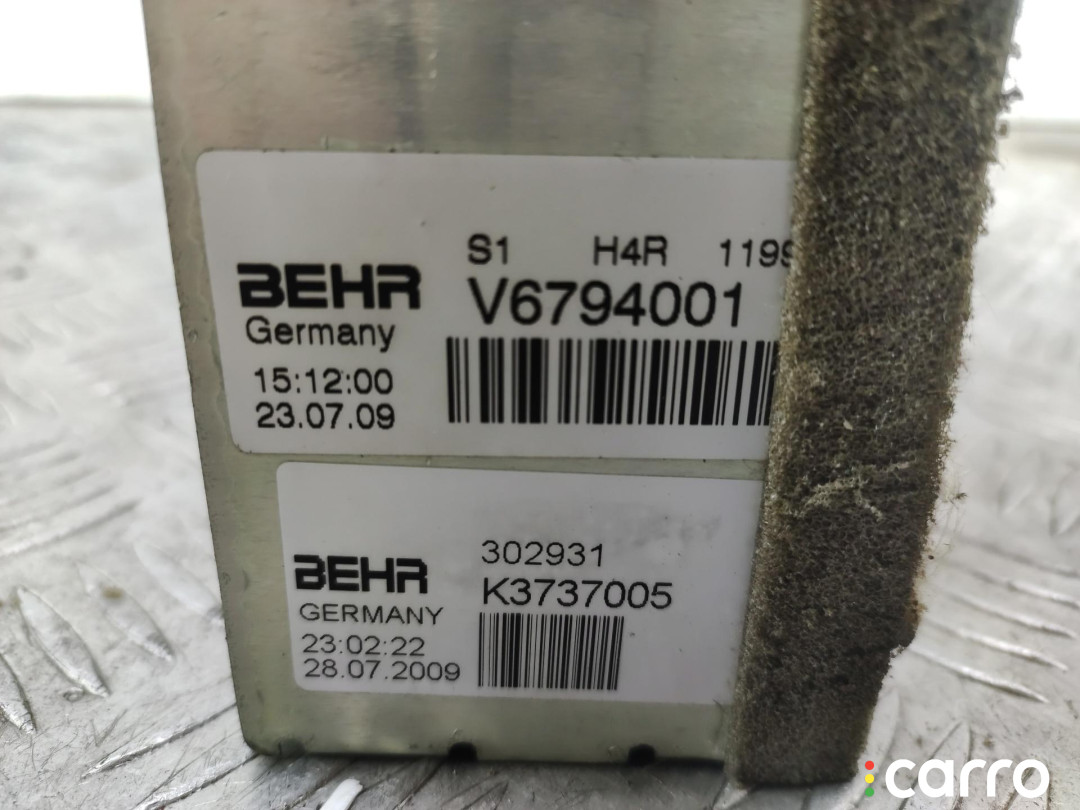 S1 H4R 1199
BEHR V6794001
Germany
15:12:00
23.07.09
302931
BEHR K3737005
GERMANY
23:02:22
28.07.2009
carro